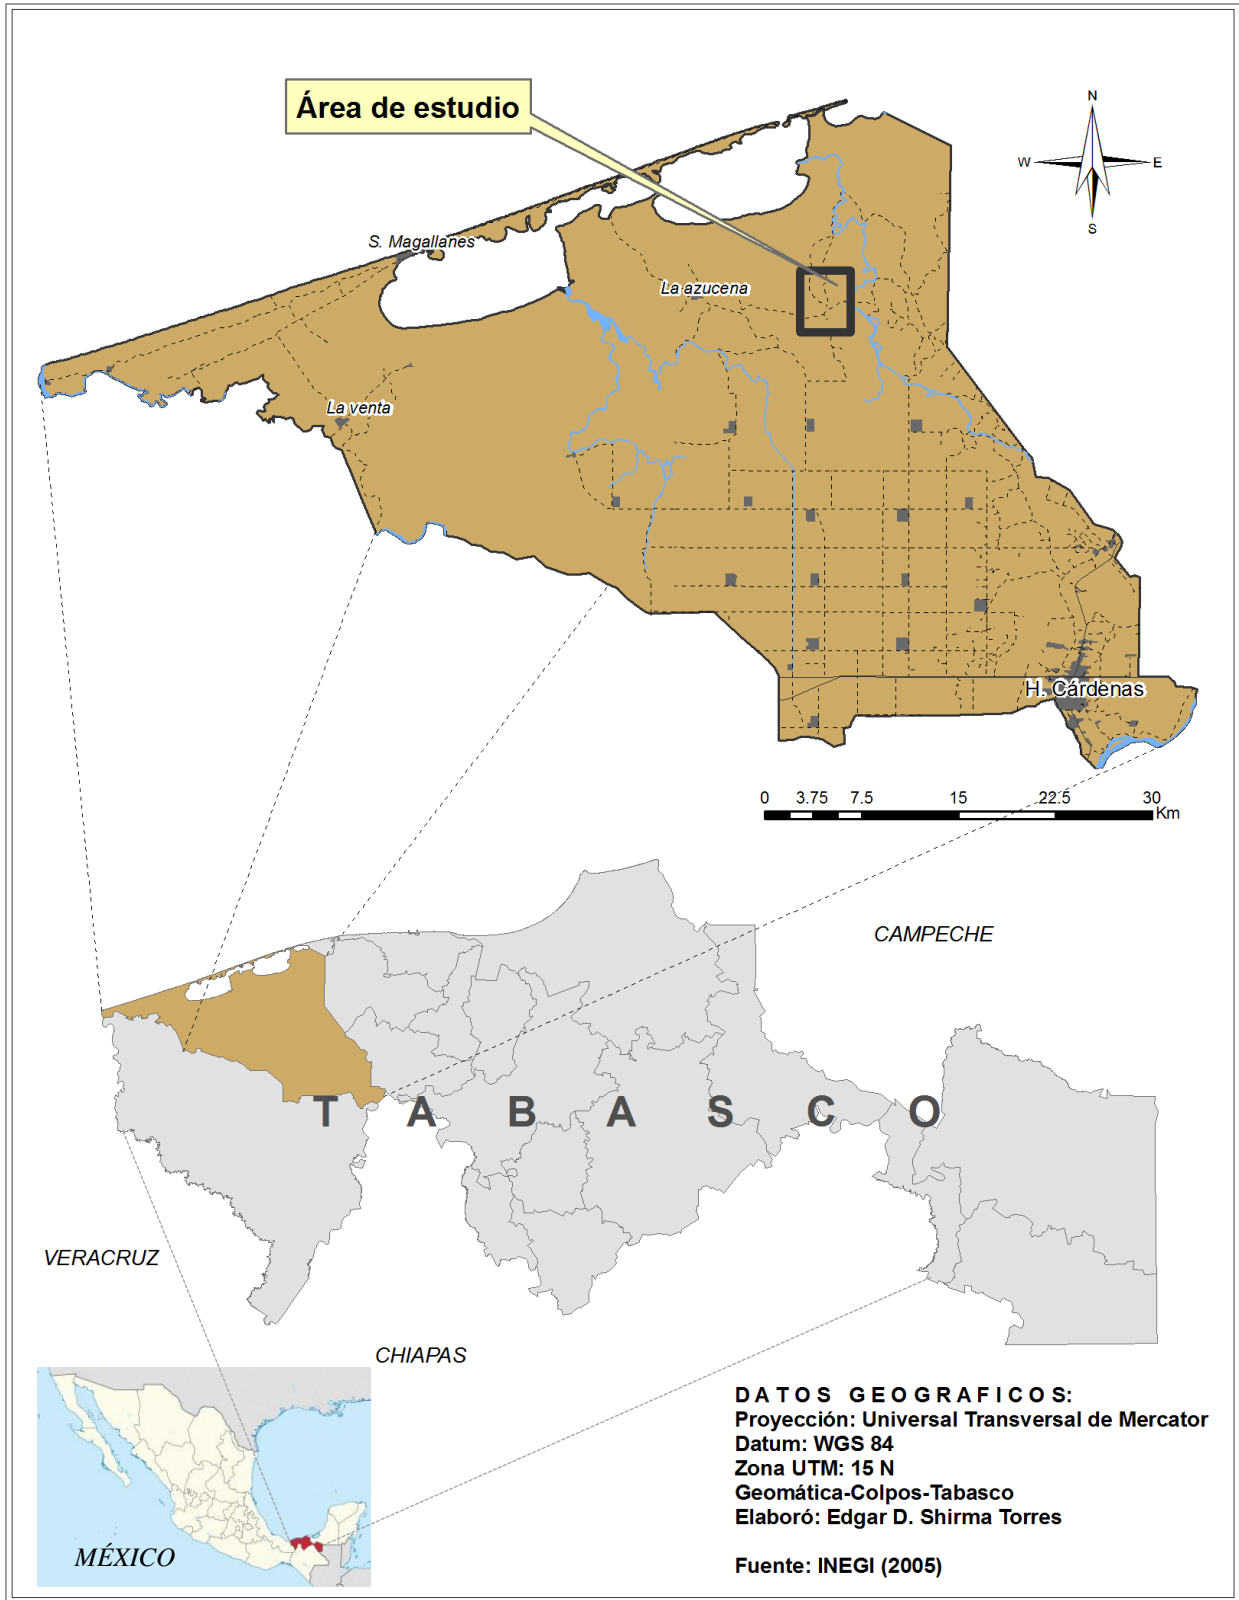 Área de estudio
N
W
E
S
S. Magallanes
La azucena
La venta
H. Cárdenas
0 3.75 7.5 15 22.5 30
Km
CAMPECHE
TABASCO
VERACRUZ
CHIAPAS
MÉXICO
DATOS GEOGRAFICOS:
Proyección: Universal Transversal de Mercator
Datum: WGS 84
Zona UTM: 15 N
Geomática-Colpos-Tabasco
Elaboró: Edgar D. Shirma Torres
Fuente: INEGI (2005)